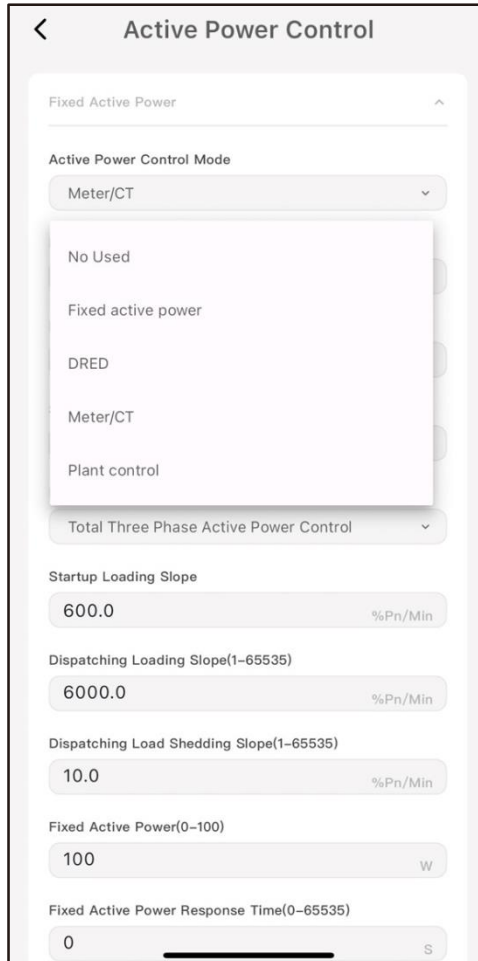 Active Power Control
Fixed Active Power
Active Power Control Mode
Meter/CT
No Used
Fixed active power
DRED
Meter/CT
Plant control
Total Three Phase Active Power Control
Startup Loading Slope
600.0 %Pn/Min
Dispatching Loading Slope(1-65535)
6000.0 %Pn/Min
Dispatching Load Shedding Slope(1-65535)
10.0 %Pn/Min
Fixed Active Power(0-100)
100 W
Fixed Active Power Response Time(0-65535)
0 S